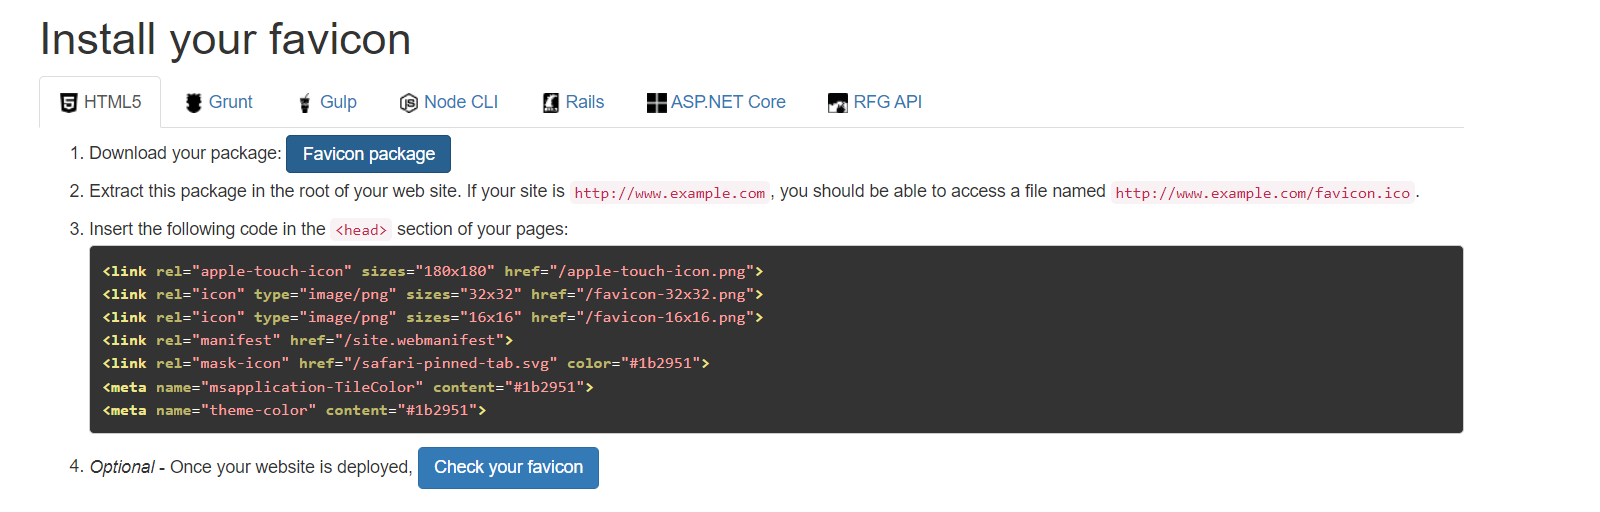 Install your favicon
HTML5 Grunt Gulp Node CLI Rails ASP.NET Core RFG API
1. Download your package: Favicon package
2. Extract this package in the root of your web site. If your site is http://www.example.com , you should be able to access a file named http://www.example.com/favicon.ico .
3. Insert the following code in the <head> section of your pages:
<link rel="apple-touch-icon" sizes="180x180" href="/apple-touch-icon.png">
<link rel="icon" type="image/png" sizes="32x32" href="/favicon-32x32.png">
<link rel="icon" type="image/png" sizes="16x16" href="/favicon-16x16.png">
<link rel="manifest" href="/site.webmanifest">
<link rel="mask-icon" href="/safari-pinned-tab.svg" color="#1b2951">
<meta name="msapplication-TileColor" content="#1b2951">
<meta name="theme-color" content="#1b2951">
4. Optional - Once your website is deployed, Check your favicon